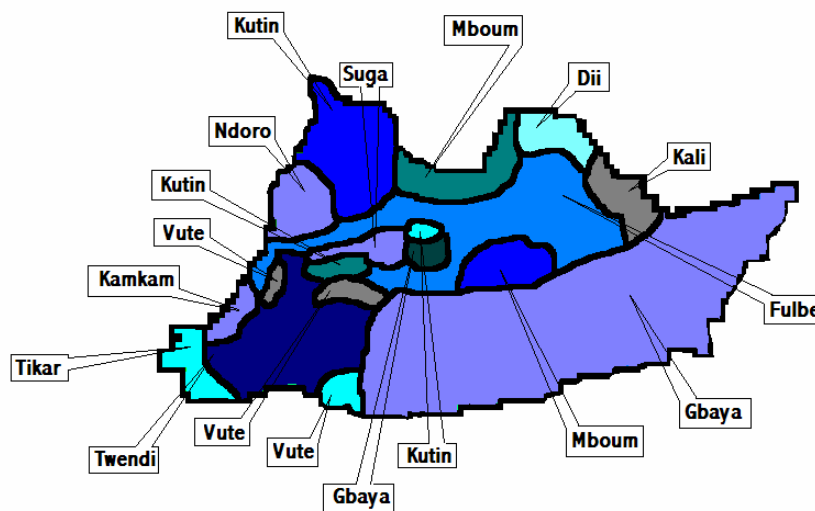 Kutin
Mboum
Suga
Dii
Ndoro
Kali
Kutin
Vute
Kamkam
Fulbe
Tikar
Gbaya
Vute
Vute
Mboum
Twendi
Kutin
Gbaya